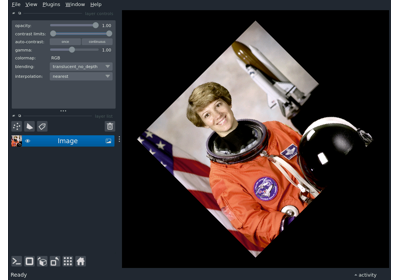 File View Plugins Window Help
opacity: 1.00
contrast limits:
auto-contrast: once continuous
gamma: 1.00
colormap: RGB
blending: translucent_no_depth
interpolation: nearest
Image
Ready
activity